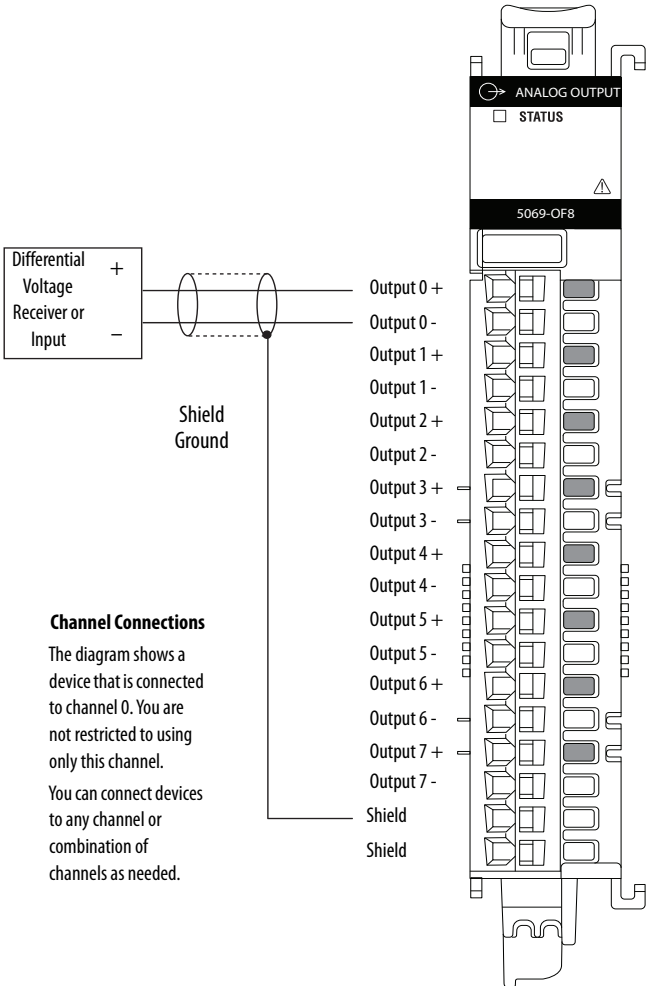 ANALOG OUTPUT
STATUS
5069-OF8
Differential
Voltage
Receiver or
Input
+
−
Output 0 +
Output 0 -
Output 1 +
Output 1 -
Output 2 +
Output 2 -
Output 3 +
Output 3 -
Output 4 +
Output 4 -
Output 5 +
Output 5 -
Output 6 +
Output 6 -
Output 7 +
Output 7 -
Shield
Shield
Shield
Ground
Channel Connections
The diagram shows a
device that is connected
to channel 0. You are
not restricted to using
only this channel.
You can connect devices
to any channel or
combination of
channels as needed.